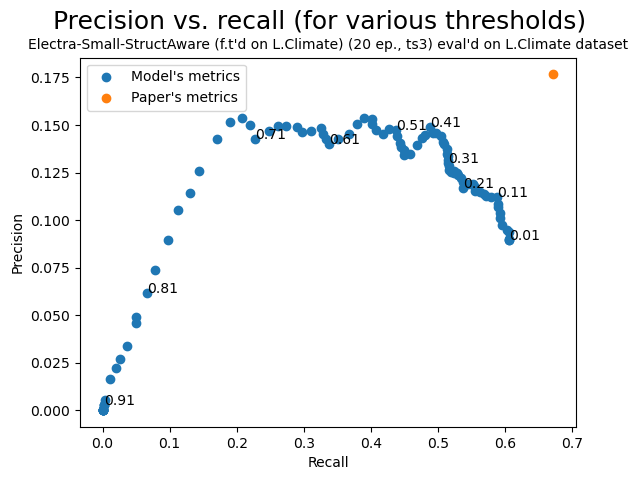 Precision vs. recall (for various thresholds)
Electra-Small-StructAware (f.t'd on L.Climate) (20 ep., ts3) eval'd on L.Climate dataset
Model's metrics
Paper's metrics
0.175
0.150
0.125
0.100
0.075
0.050
0.025
0.000
Precision
0.71
0.61
0.51
0.41
0.31
0.21
0.11
0.01
0.81
0.91
0.0 0.1 0.2 0.3 0.4 0.5 0.6 0.7
Recall